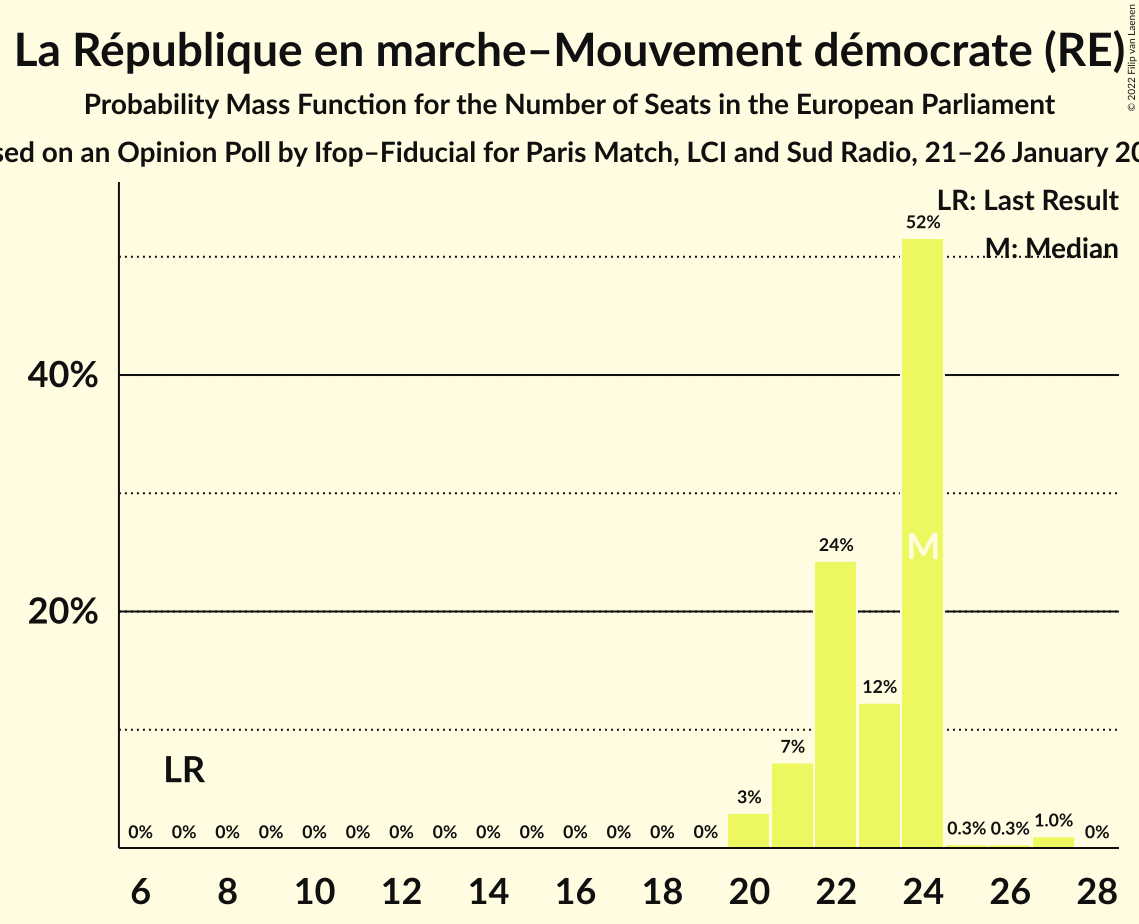 La République en marche–Mouvement démocrate (RE)
© 2022 Filip van Laenen
Probability Mass Function for the Number of Seats in the European Parliament
on an Opinion Poll by Ifop–Fiducial for Paris Match, LCI and Sud Radio, 21–26 January
LR: Last Result
M: Median
52%
40%
M
24%
20%
12%
7%
LR
3%
0% 0% 0% 0% 0% 0% 0% 0% 0% 0% 0% 0% 0% 0% 0.3% 0.3% 1.0% 0%
6 8 10 12 14 16 18 20 22 24 26 28